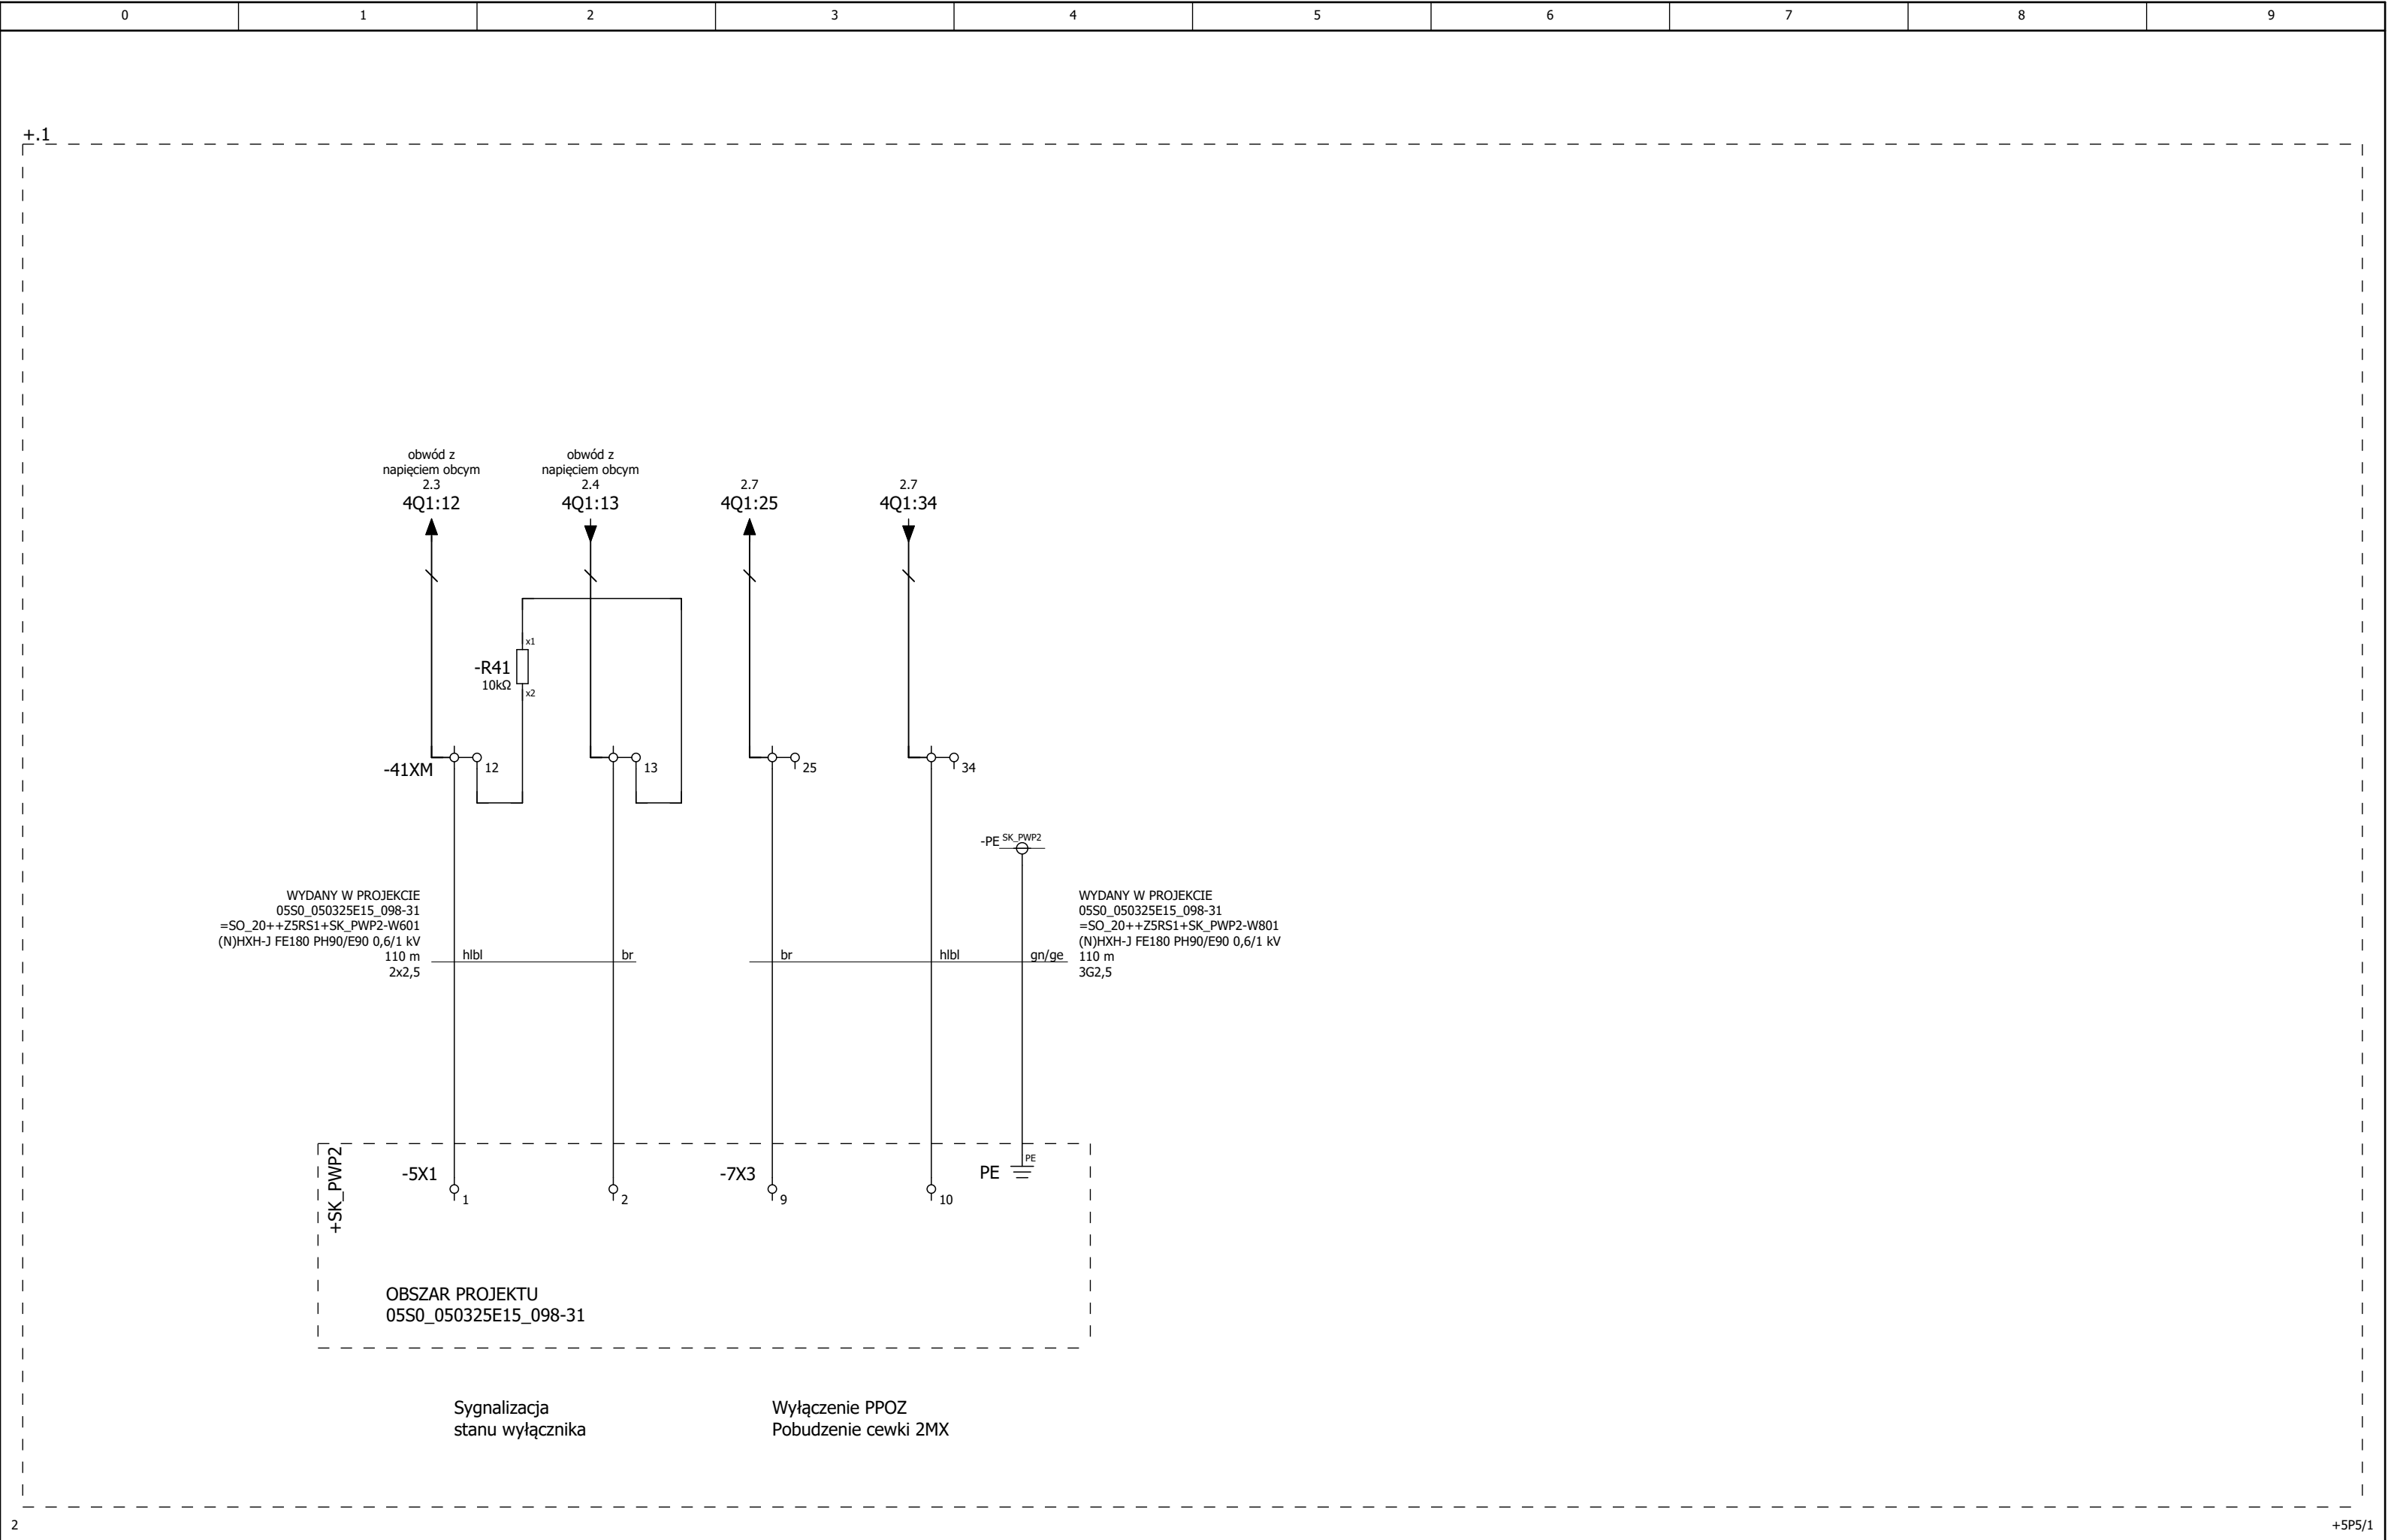 0 1 2 3 4 5 6 7 8 9
+.1
obwód z
napięciem obcym
2.3
4Q1:12
obwód z
napięciem obcym
2.4
4Q1:13
2.7
4Q1:25
2.7
4Q1:34
x1
-R41
10kΩ
x2
-41XM
12
13
25
34
-PE SK_PWP2
WYDANY W PROJEKCIE
05S0_050325E15_098-31
=SO_20++Z5RS1+SK_PWP2-W601
(N)HXH-J FE180 PH90/E90 0,6/1 kV
110 m
2x2,5
hlbl
br
br
hlbl
gn/ge
WYDANY W PROJEKCIE
05S0_050325E15_098-31
=SO_20++Z5RS1+SK_PWP2-W801
(N)HXH-J FE180 PH90/E90 0,6/1 kV
110 m
3G2,5
+SK_PWP2
-5X1
1
2
-7X3
9
10
PE
PE
OBSZAR PROJEKTU
05S0_050325E15_098-31
Sygnalizacja
stanu wyłącznika
Wyłączenie PPOZ
Pobudzenie cewki 2MX
2
+5P5/1